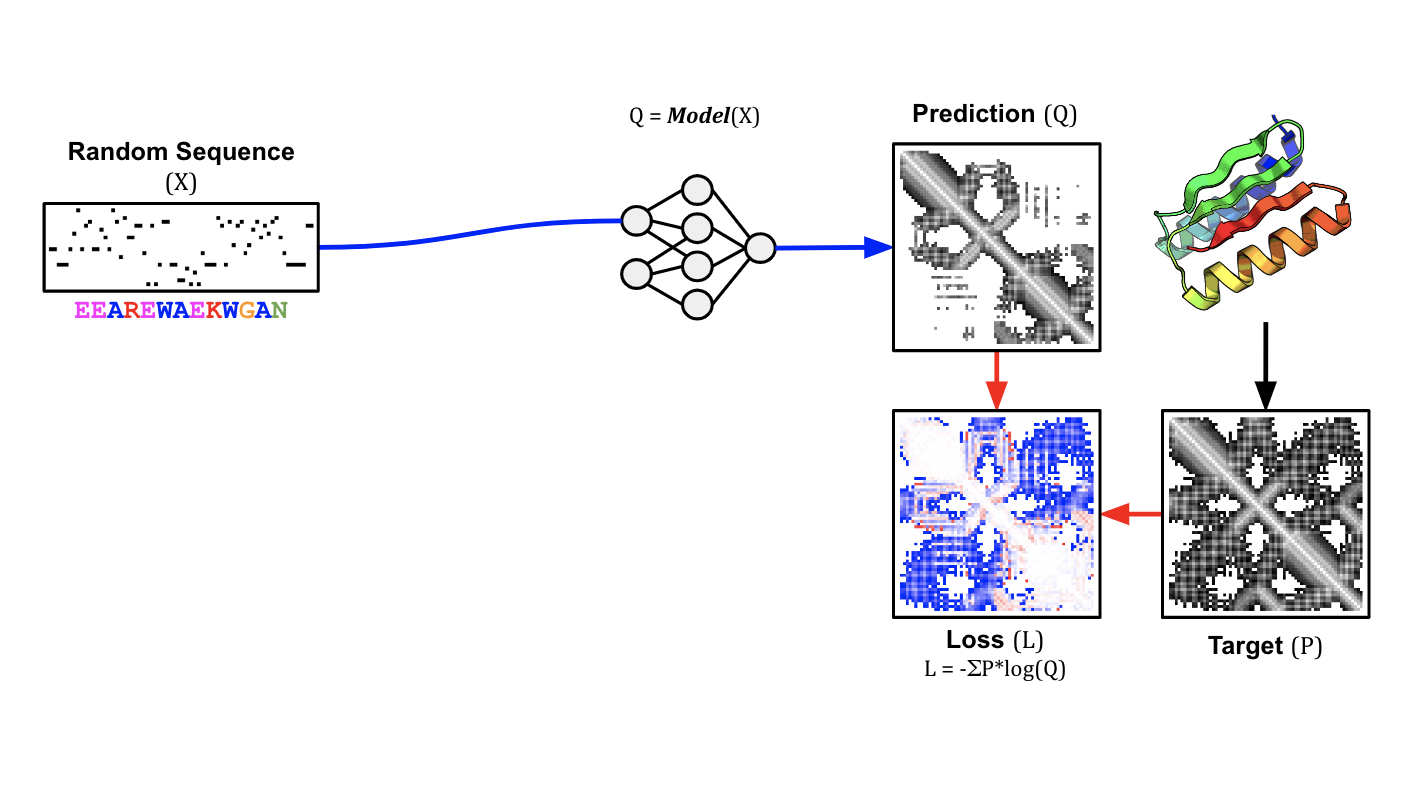 Random Sequence
(X)
EEAREWAEKWGAN
Q = Model(X)
Prediction (Q)
Loss (L)
L = -ΣP*log(Q)
Target (P)